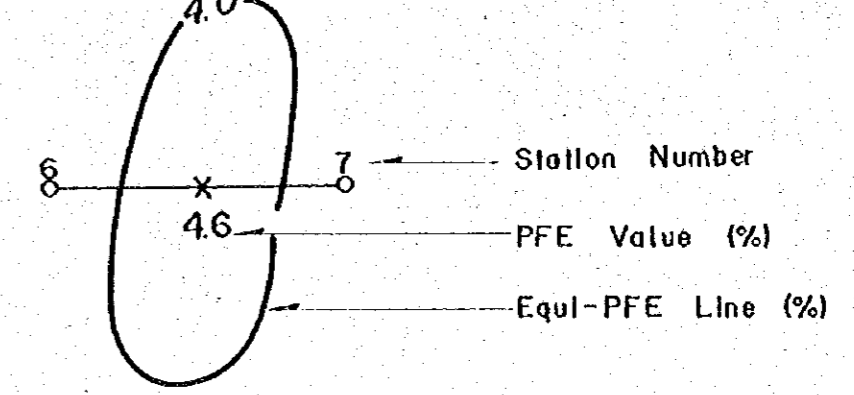 4.0
6
7
Station Number
4.6
PFE Value (%)
Equi-PFE Line (%)